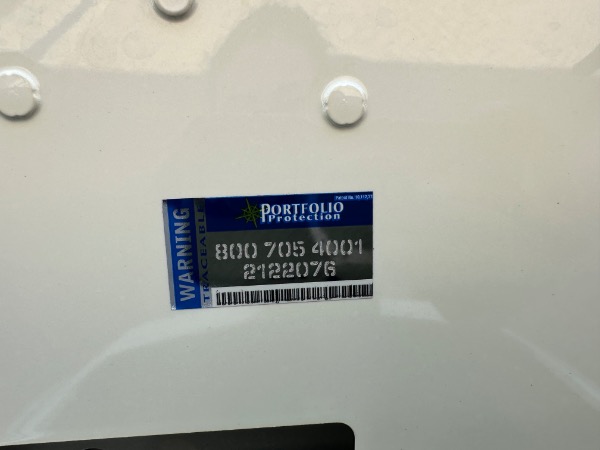 WARNING
TRACEABLE
PORTFOLIO
Protection
800 705 4001
2122076